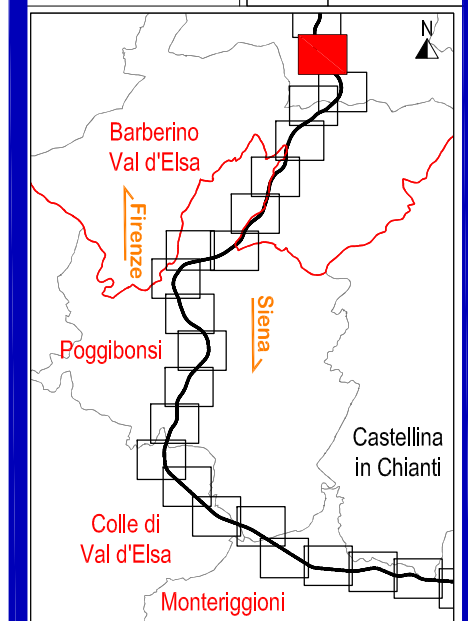 N
Barberino
Val d'Elsa
Firenze
Siena
Poggibonsi
Castellina
in Chianti
Colle di
Val d'Elsa
Monteriggioni